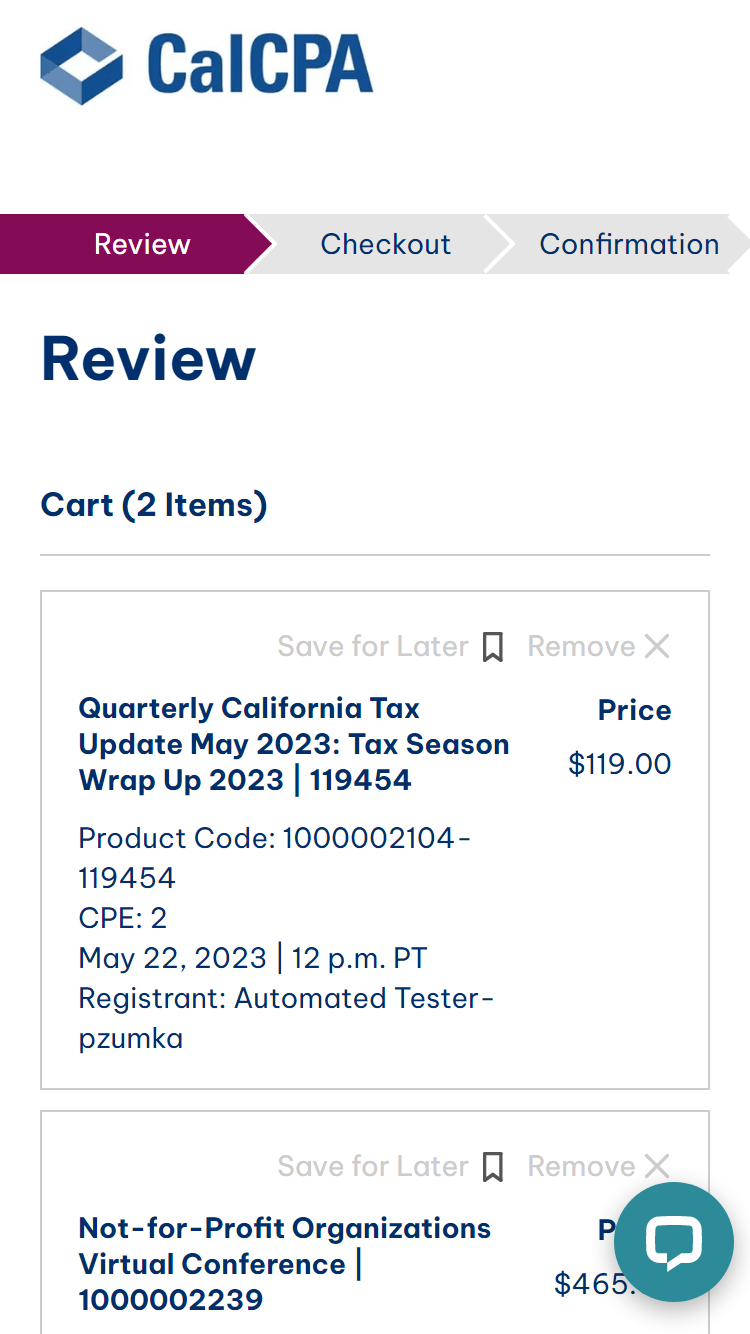 CalCPA
Review
Checkout
Confirmation
Review
Cart (2 Items)
Save for Later
Remove
Quarterly California Tax
Update May 2023: Tax Season
Wrap Up 2023 | 119454
Price
$119.00
Product Code: 1000002104-
119454
CPE: 2
May 22, 2023 | 12 p.m. PT
Registrant: Automated Tester-
pzumka
Save for Later
Remove
Not-for-Profit Organizations
Virtual Conference |
1000002239
$465.